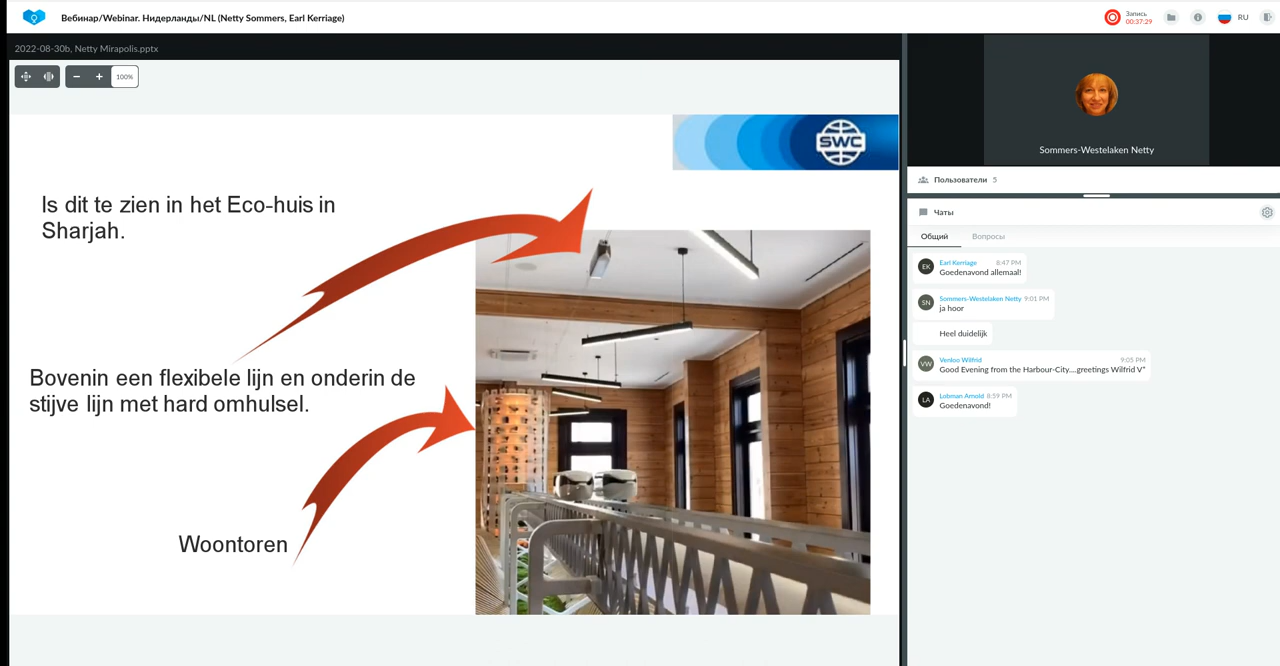 Вебинар/Webinar. Нидерланды/NL (Netty Sommers, Earl Kerriage)
Запись
00:37:29
RU
2022-08-30b, Netty Mirapolis.pptx
100%
SWC
Is dit te zien in het Eco-huis in
Sharjah.
Bovenin een flexibele lijn en onderin de
stijve lijn met hard omhulsel.
Woontoren
Sommers-Westelaken Netty
Пользователи 5
Чаты
Общий Вопросы
EK
Earl Kerriage 8:47 PM
Goedenavond allemaal!
SN
Sommers-Westelaken Netty 9:01 PM
ja hoor
Heel duidelijk
VW
Venloo Wilfrid 9:05 PM
Good Evening from the Harbour-City....greetings Wilfrid V"
LA
Lobman Arnold 8:59 PM
Goedenavond!